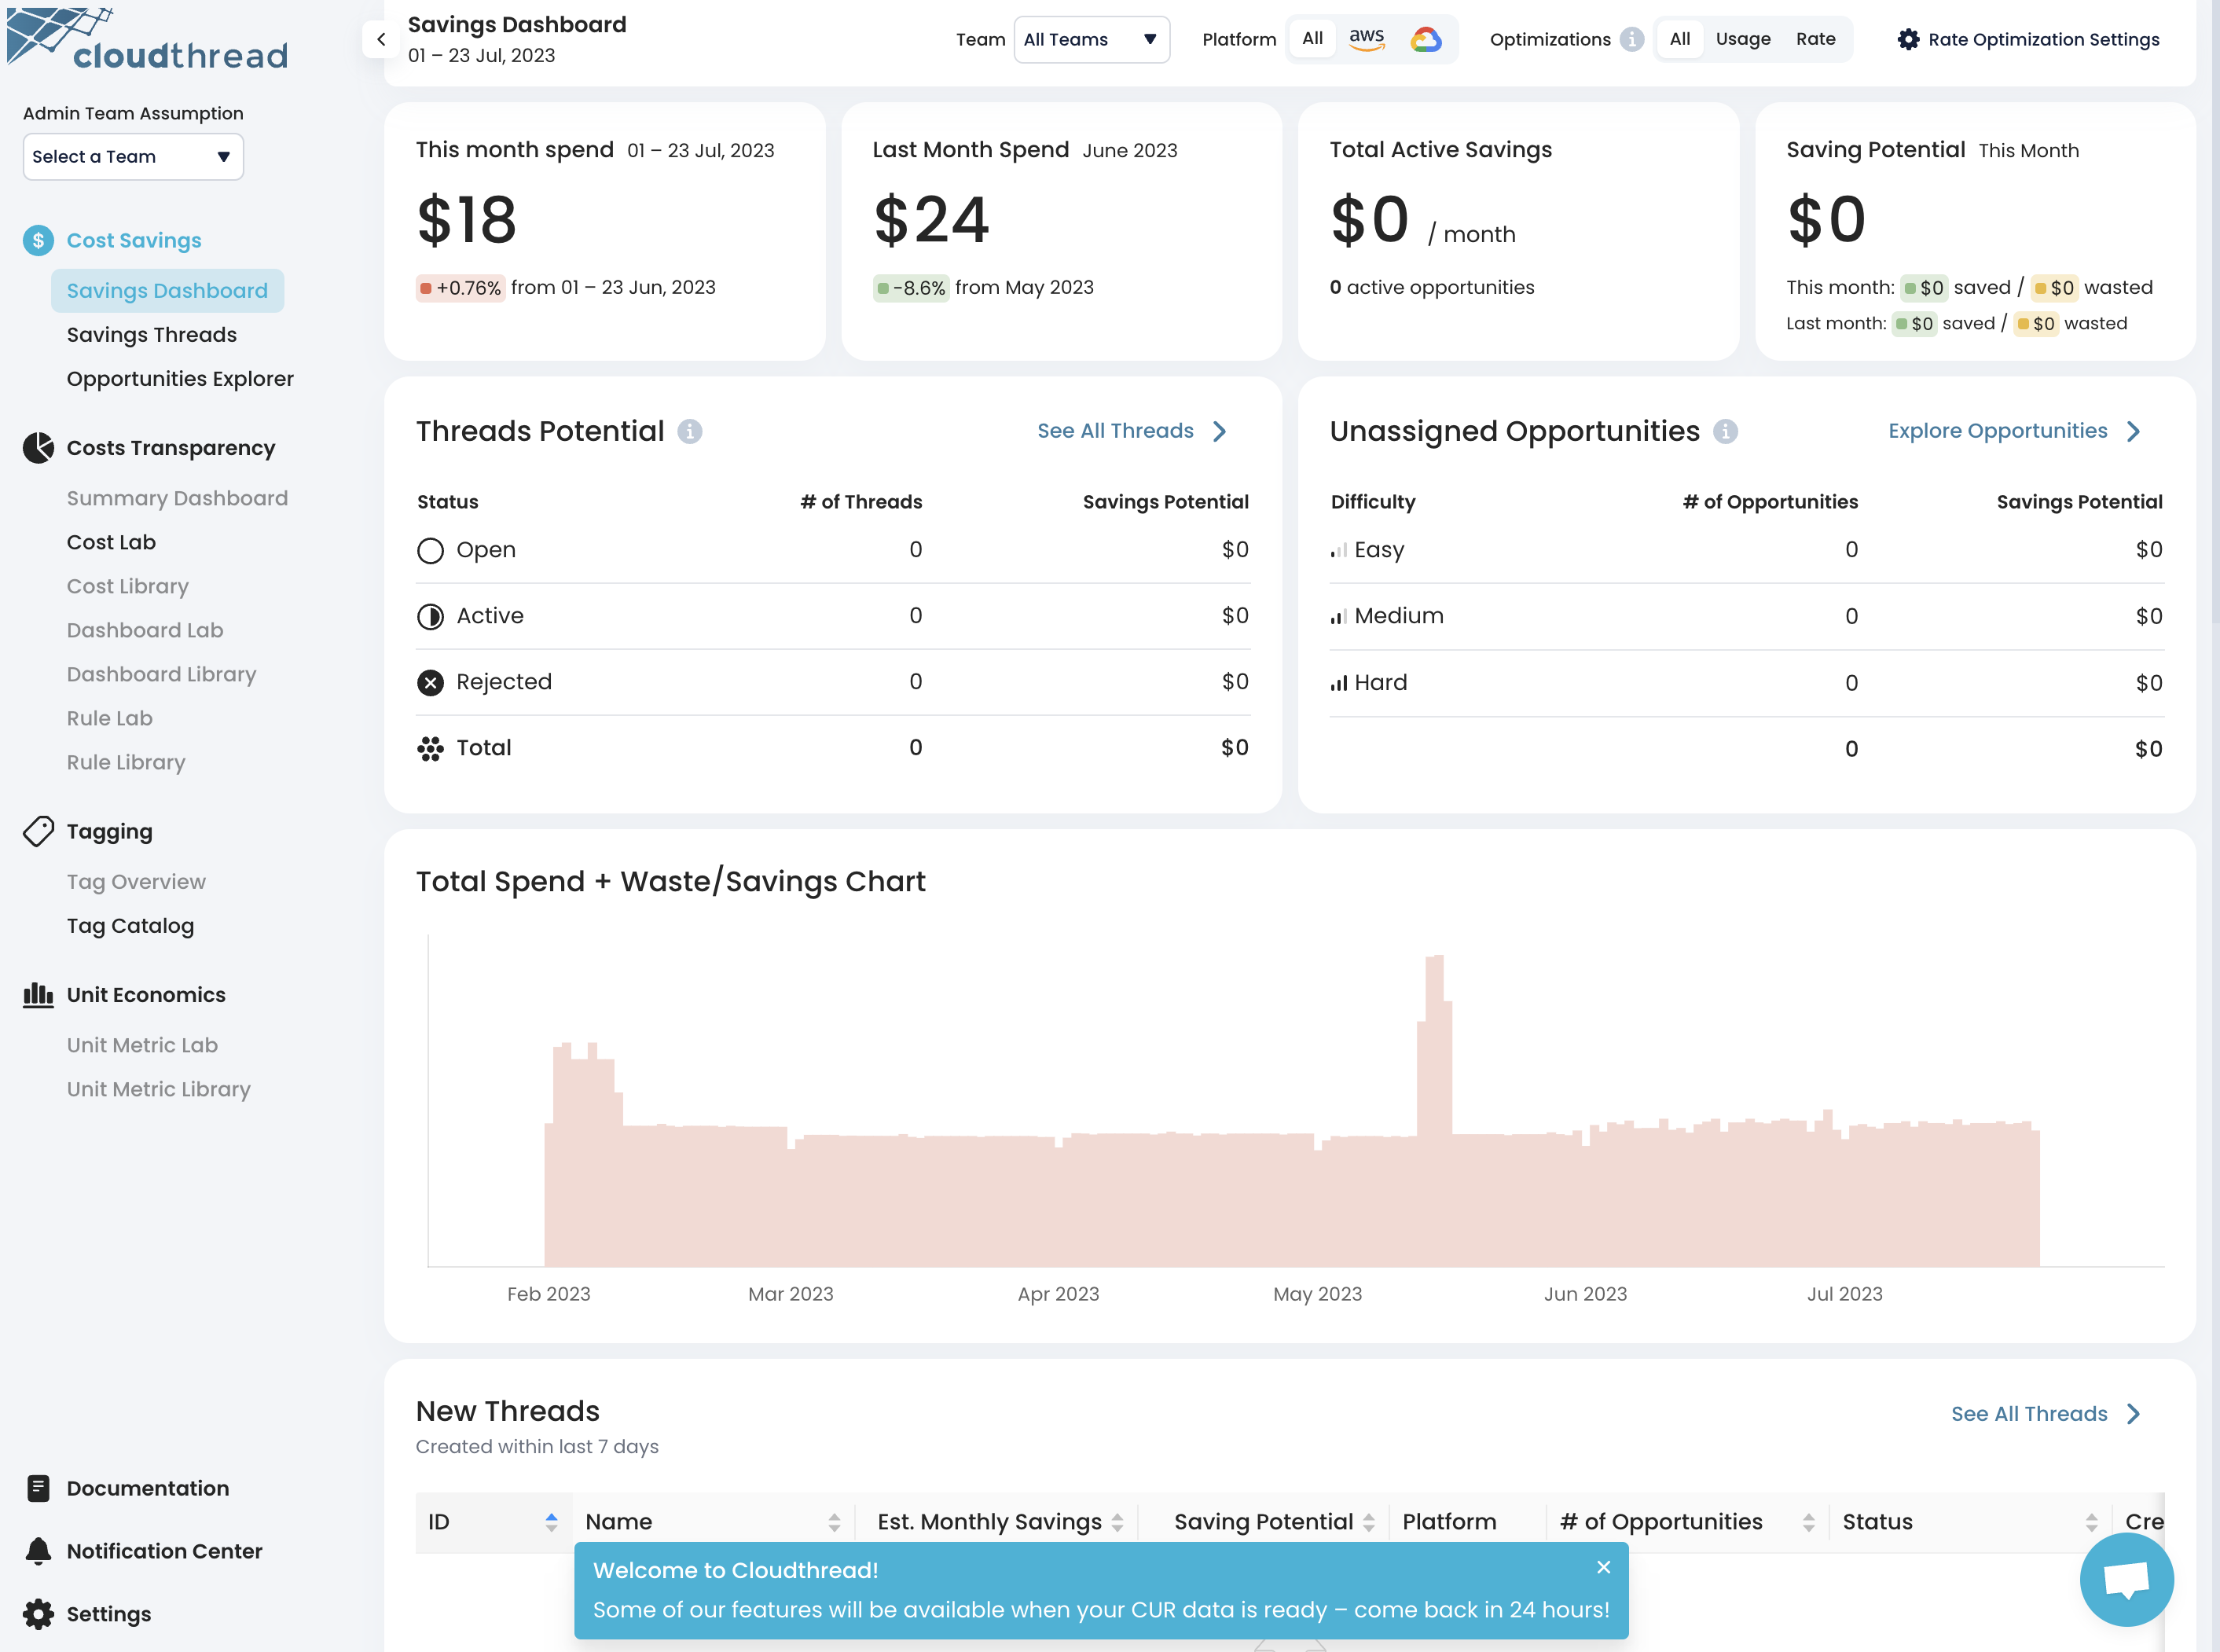 cloudthread
Admin Team Assumption
Select a Team
Cost Savings
Savings Dashboard
Savings Threads
Opportunities Explorer
Costs Transparency
Summary Dashboard
Cost Lab
Cost Library
Dashboard Lab
Dashboard Library
Rule Lab
Rule Library
Tagging
Tag Overview
Tag Catalog
Unit Economics
Unit Metric Lab
Unit Metric Library
Documentation
Notification Center
Settings
Savings Dashboard
01 – 23 Jul, 2023
Team All Teams Platform All aws Optimizations All Usage Rate Rate Optimization Settings
This month spend 01 – 23 Jul, 2023
$18
+0.76% from 01 – 23 Jun, 2023
Last Month Spend June 2023
$24
-8.6% from May 2023
Total Active Savings
$0 / month
0 active opportunities
Saving Potential This Month
$0
This month: $0 saved / $0 wasted
Last month: $0 saved / $0 wasted
Threads Potential See All Threads
Status # of Threads Savings Potential
Open 0 $0
Active 0 $0
Rejected 0 $0
Total 0 $0
Unassigned Opportunities Explore Opportunities
Difficulty # of Opportunities Savings Potential
Easy 0 $0
Medium 0 $0
Hard 0 $0
0 $0
Total Spend + Waste/Savings Chart
Feb 2023 Mar 2023 Apr 2023 May 2023 Jun 2023 Jul 2023
New Threads See All Threads
Created within last 7 days
ID Name Est. Monthly Savings Saving Potential Platform # of Opportunities Status Cre
Welcome to Cloudthread!
Some of our features will be available when your CUR data is ready – come back in 24 hours!